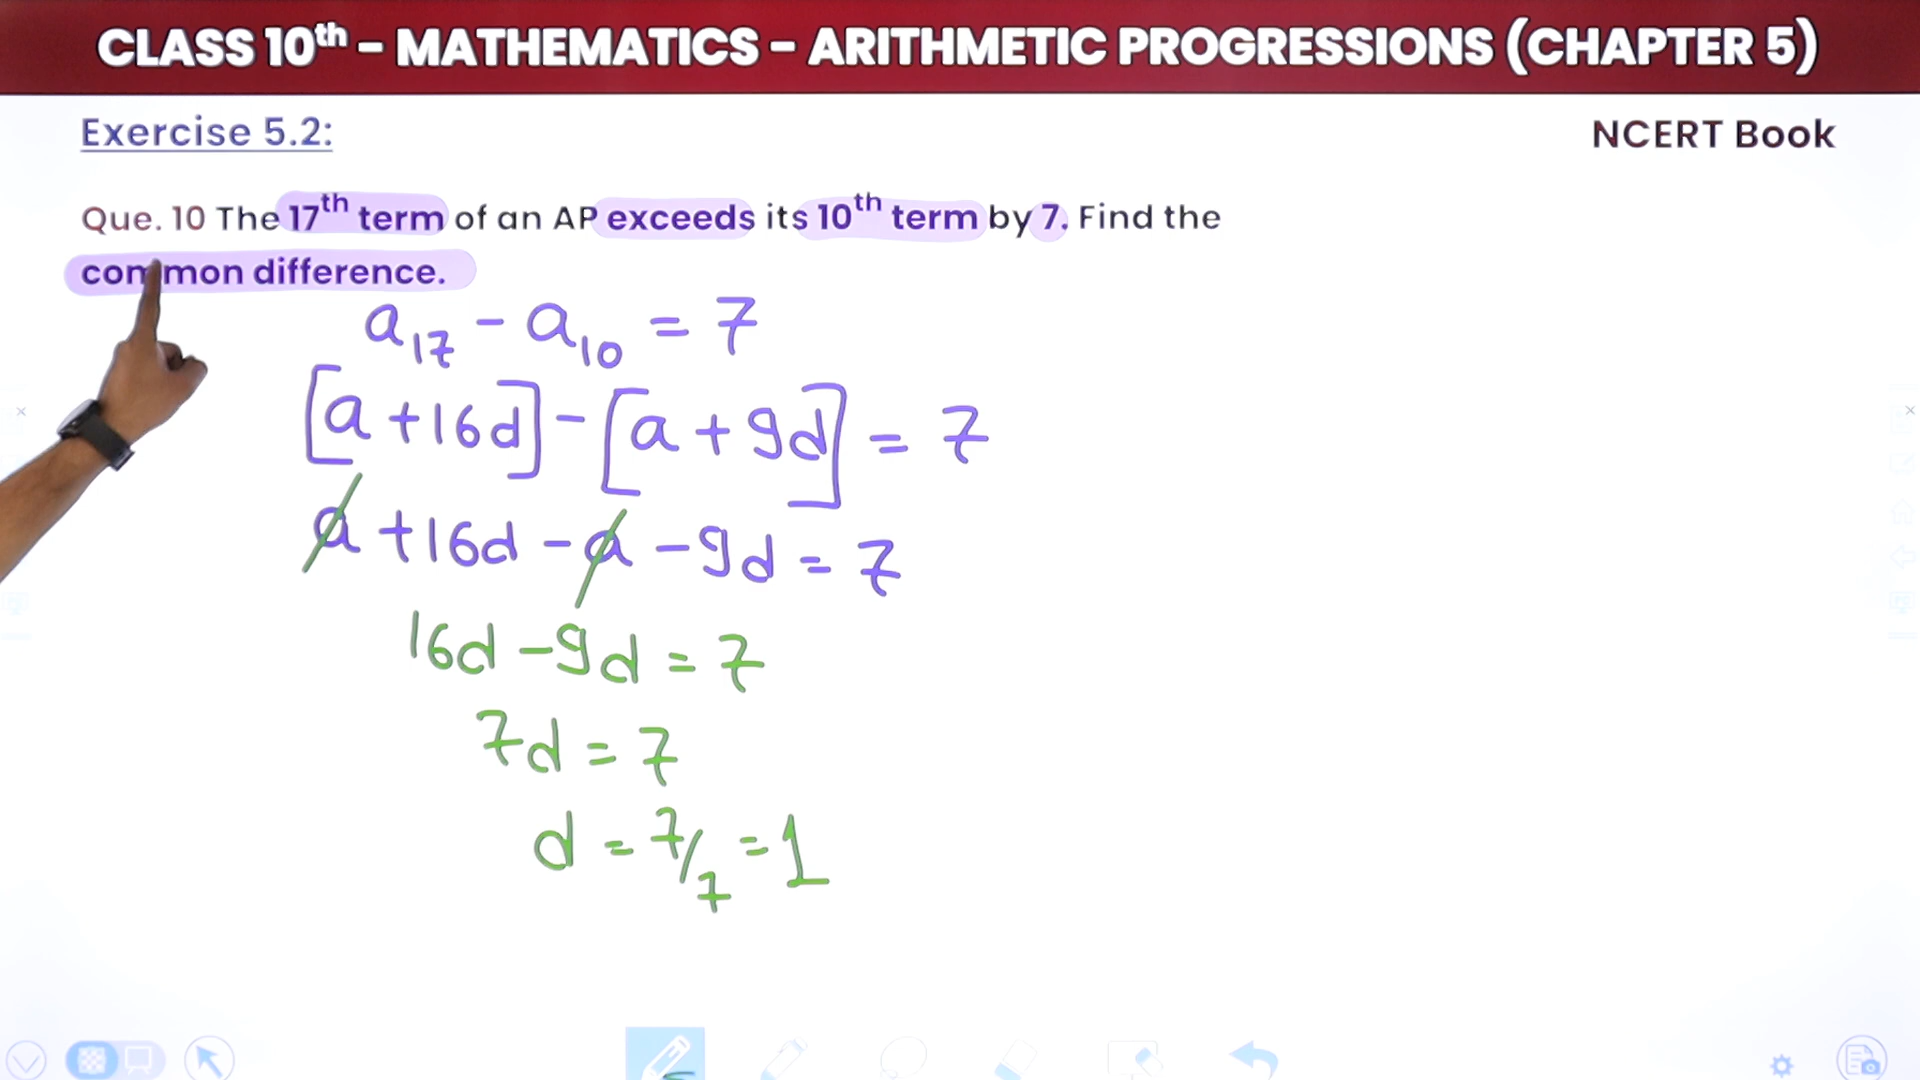 CLASS 10th – MATHEMATICS – ARITHMETIC PROGRESSIONS (CHAPTER 5)
Exercise 5.2:
NCERT Book
Que. 10 The 17th term of an AP exceeds its 10th term by 7. Find the
common difference.
a₁₇ - a₁₀ = 7
[a + 16d] - [a + 9d] = 7
a + 16d - a - 9d = 7
16d - 9d = 7
7d = 7
d = 7/7 = 1